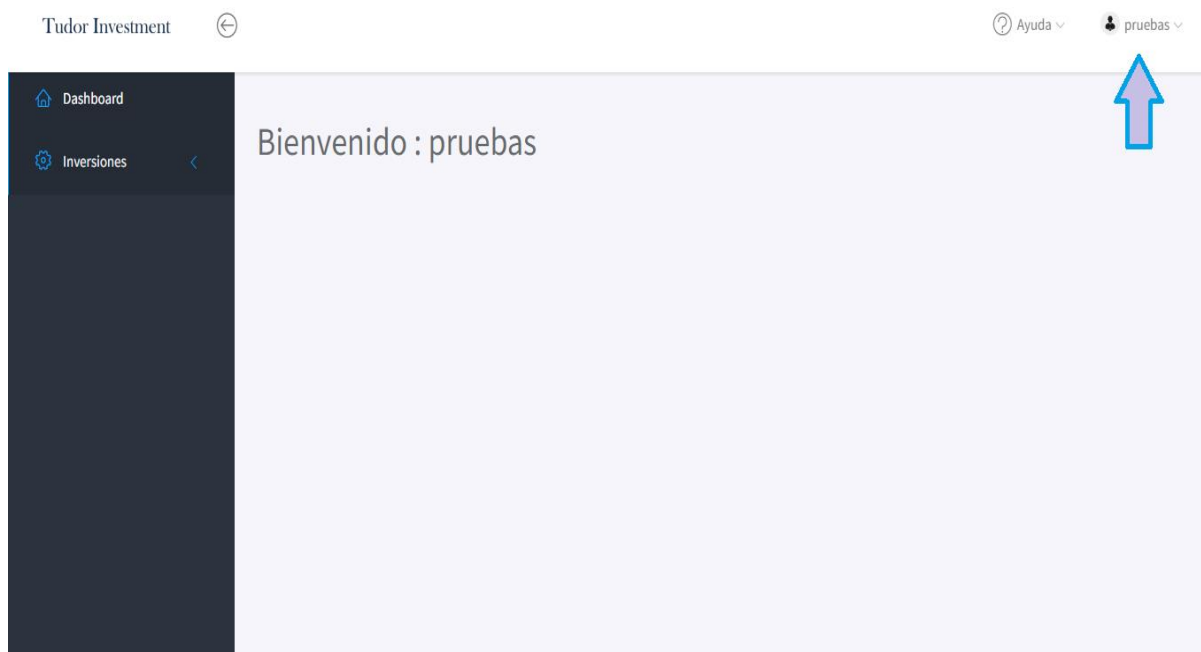 Tudor Investment
Ayuda
pruebas
Dashboard
Bienvenido : pruebas
Inversiones